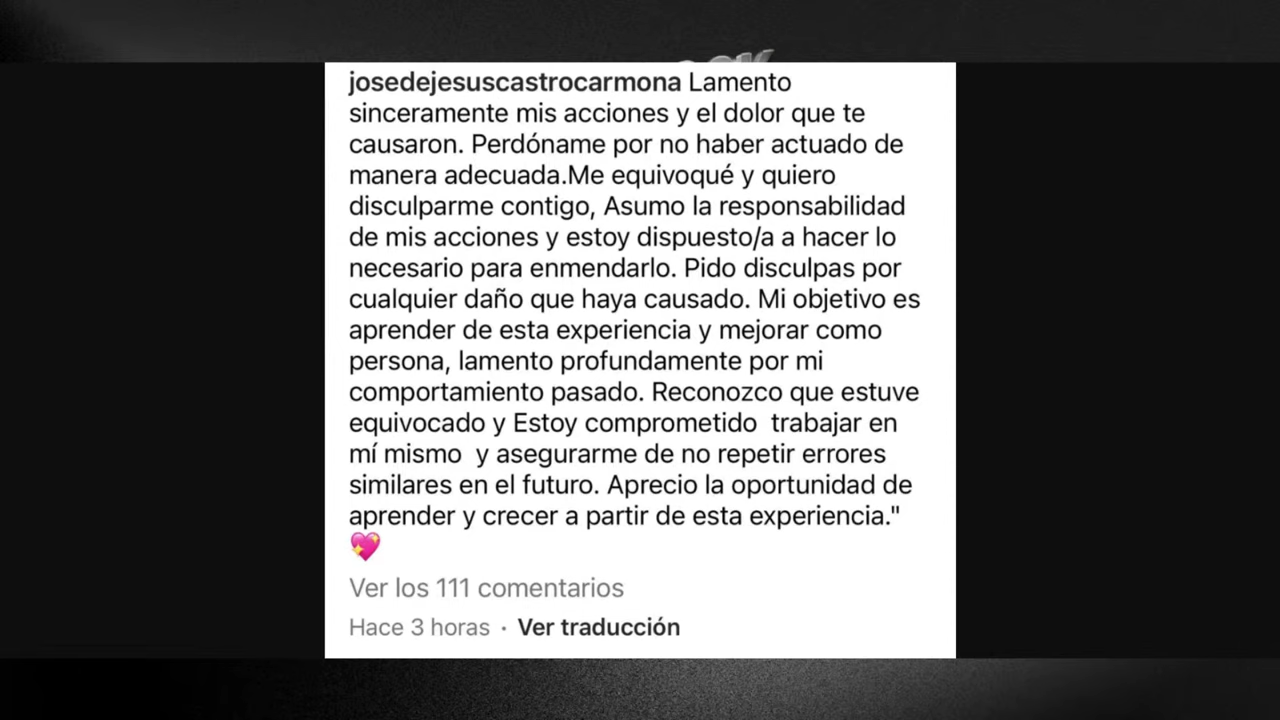 josedejesuscastrocarmona Lamento
sinceramente mis acciones y el dolor que te
causaron. Perdóname por no haber actuado de
manera adecuada.Me equivoqué y quiero
disculparme contigo, Asumo la responsabilidad
de mis acciones y estoy dispuesto/a a hacer lo
necesario para enmendarlo. Pido disculpas por
cualquier daño que haya causado. Mi objetivo es
aprender de esta experiencia y mejorar como
persona, lamento profundamente por mi
comportamiento pasado. Reconozco que estuve
equivocado y Estoy comprometido  trabajar en
mí mismo  y asegurarme de no repetir errores
similares en el futuro. Aprecio la oportunidad de
aprender y crecer a partir de esta experiencia."
💖
Ver los 111 comentarios
Hace 3 horas · Ver traducción